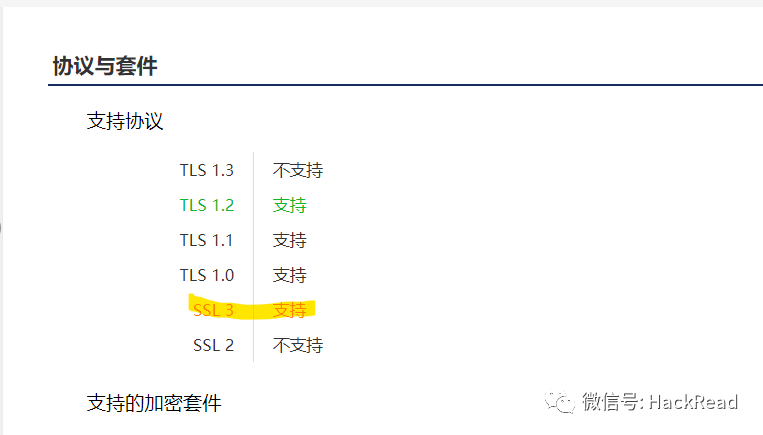 协议与套件
支持协议
TLS 1.3 不支持
TLS 1.2 支持
TLS 1.1 支持
TLS 1.0 支持
SSL 3 支持
SSL 2 不支持
支持的加密套件
微信号: HackRead